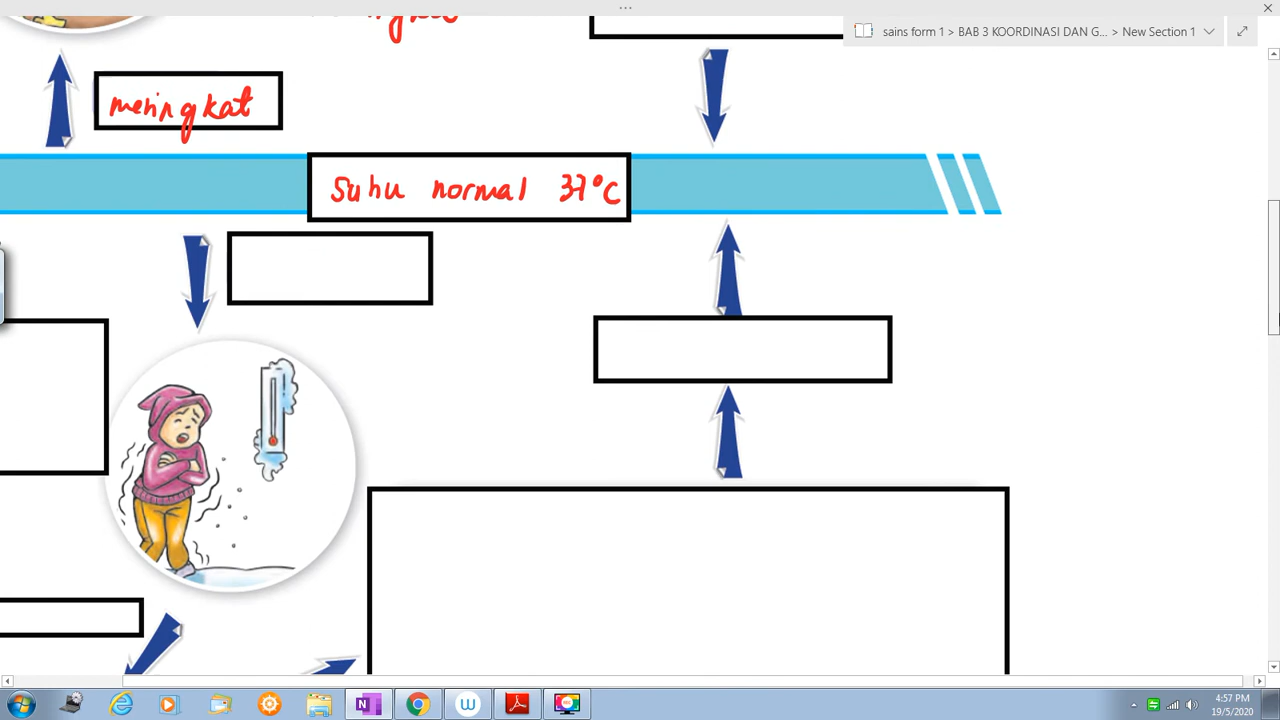 sains form 1 > BAB 3 KOORDINASI DAN G... > New Section 1
meningkat
Suhu normal 37°C
4:57 PM
19/5/2020